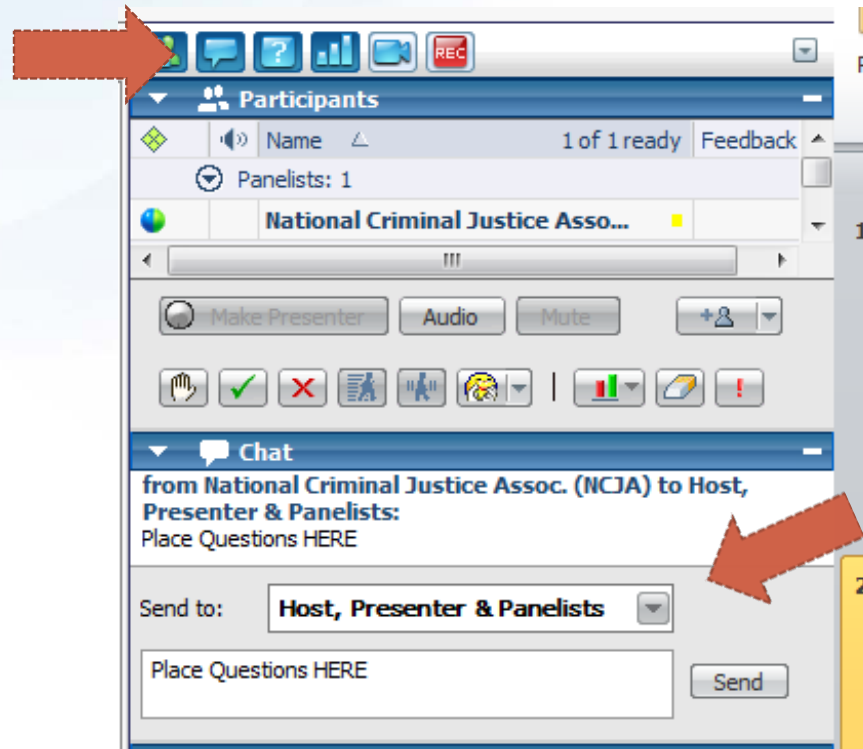 ?
REC
Participants
Name 1 of 1 ready Feedback
Panelists: 1
National Criminal Justice Asso...
Make Presenter Audio Mute
Chat
from National Criminal Justice Assoc. (NCJA) to Host,
Presenter & Panelists:
Place Questions HERE
Send to: Host, Presenter & Panelists
Place Questions HERE
Send